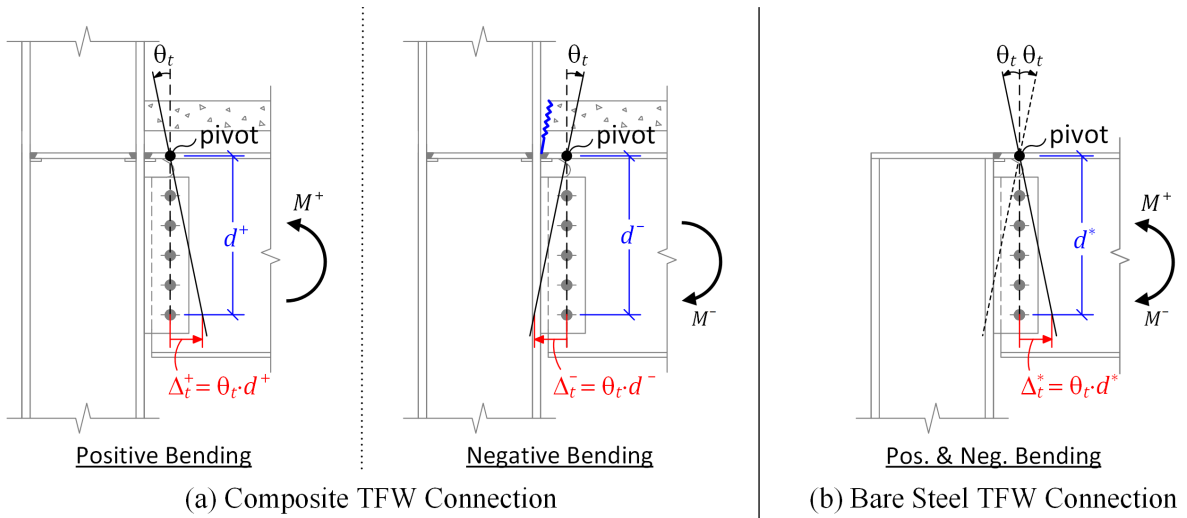 θt
pivot
M+
d+
Δt+ = θt·d+
Positive Bending
θt
pivot
d-
M-
Δt- = θt·d-
Negative Bending
(a) Composite TFW Connection
θt θt
pivot
M+
d*
M-
Δt* = θt·d*
Pos. & Neg. Bending
(b) Bare Steel TFW Connection